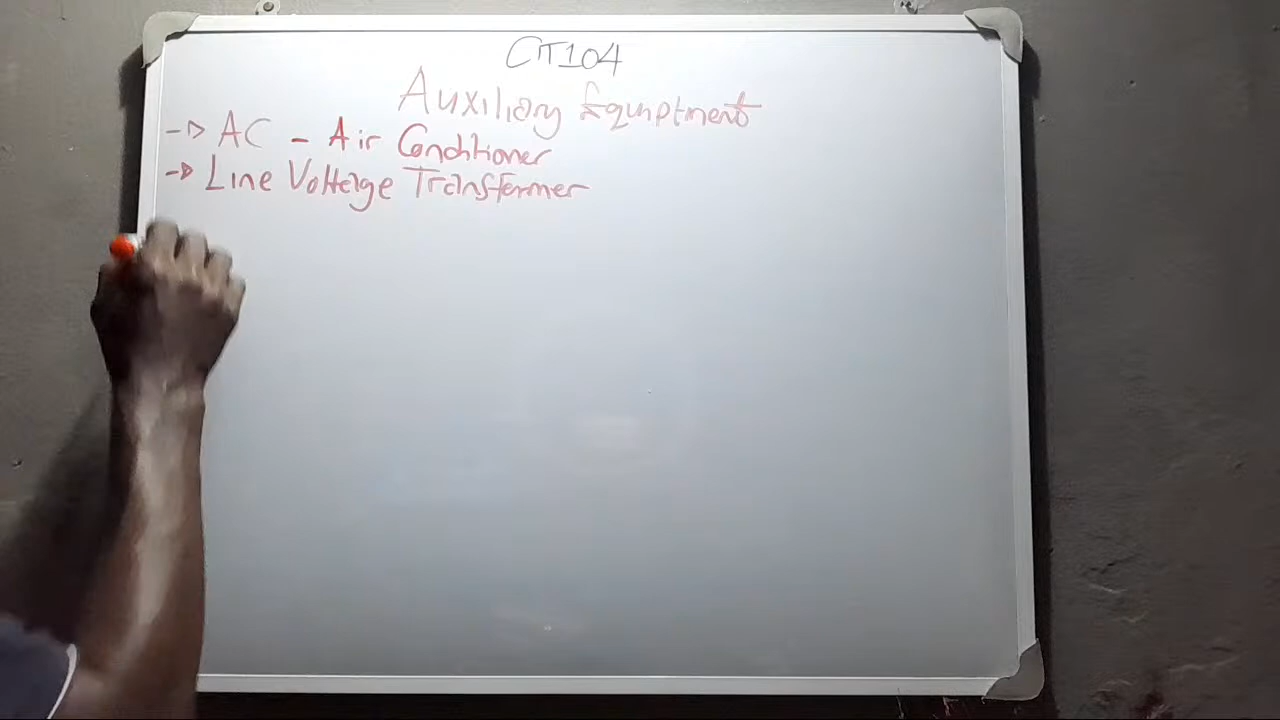 CIT104
Auxiliary Equiptment
-> AC - Air Conditioner
-> Line Voltage Transformer